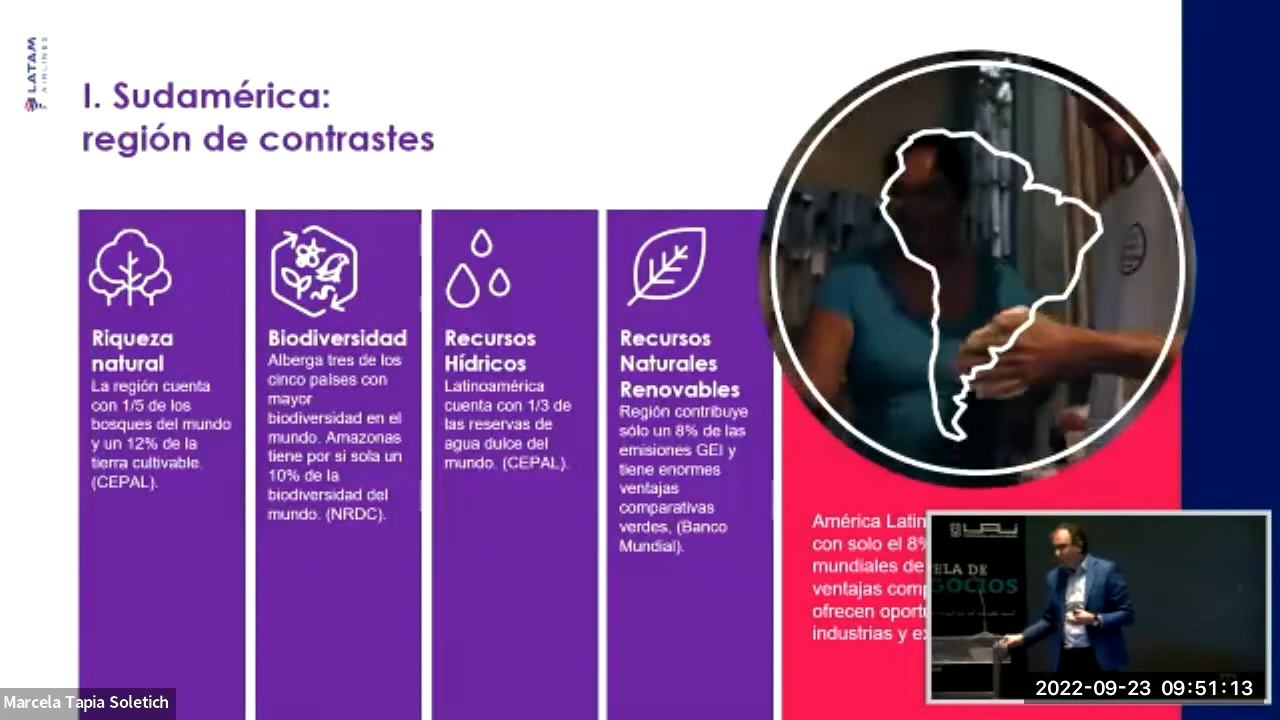 LATAM
AIRLINES
I. Sudamérica:
región de contrastes
Riqueza
natural
La región cuenta
con 1/5 de los
bosques del mundo
y un 12% de la
tierra cultivable.
(CEPAL).
Biodiversidad
Alberga tres de los
cinco países con
mayor
biodiversidad en el
mundo. Amazonas
tiene por si sola un
10% de la
biodiversidad del
mundo. (NRDC).
Recursos
Hídricos
Latinoamérica
cuenta con 1/3 de
las reservas de
agua dulce del
mundo. (CEPAL).
Recursos
Naturales
Renovables
Región contribuye
sólo un 8% de las
emisiones GEI y
tiene enormes
ventajas
comparativas
verdes, (Banco
Mundial).
América Latin
con solo el 8%
mundiales de
ventajas comp
ofrecen oportu
industrias y ex
UAI
ELA DE
GOCIOS
2022-09-23 09:51:13
Marcela Tapia Soletich